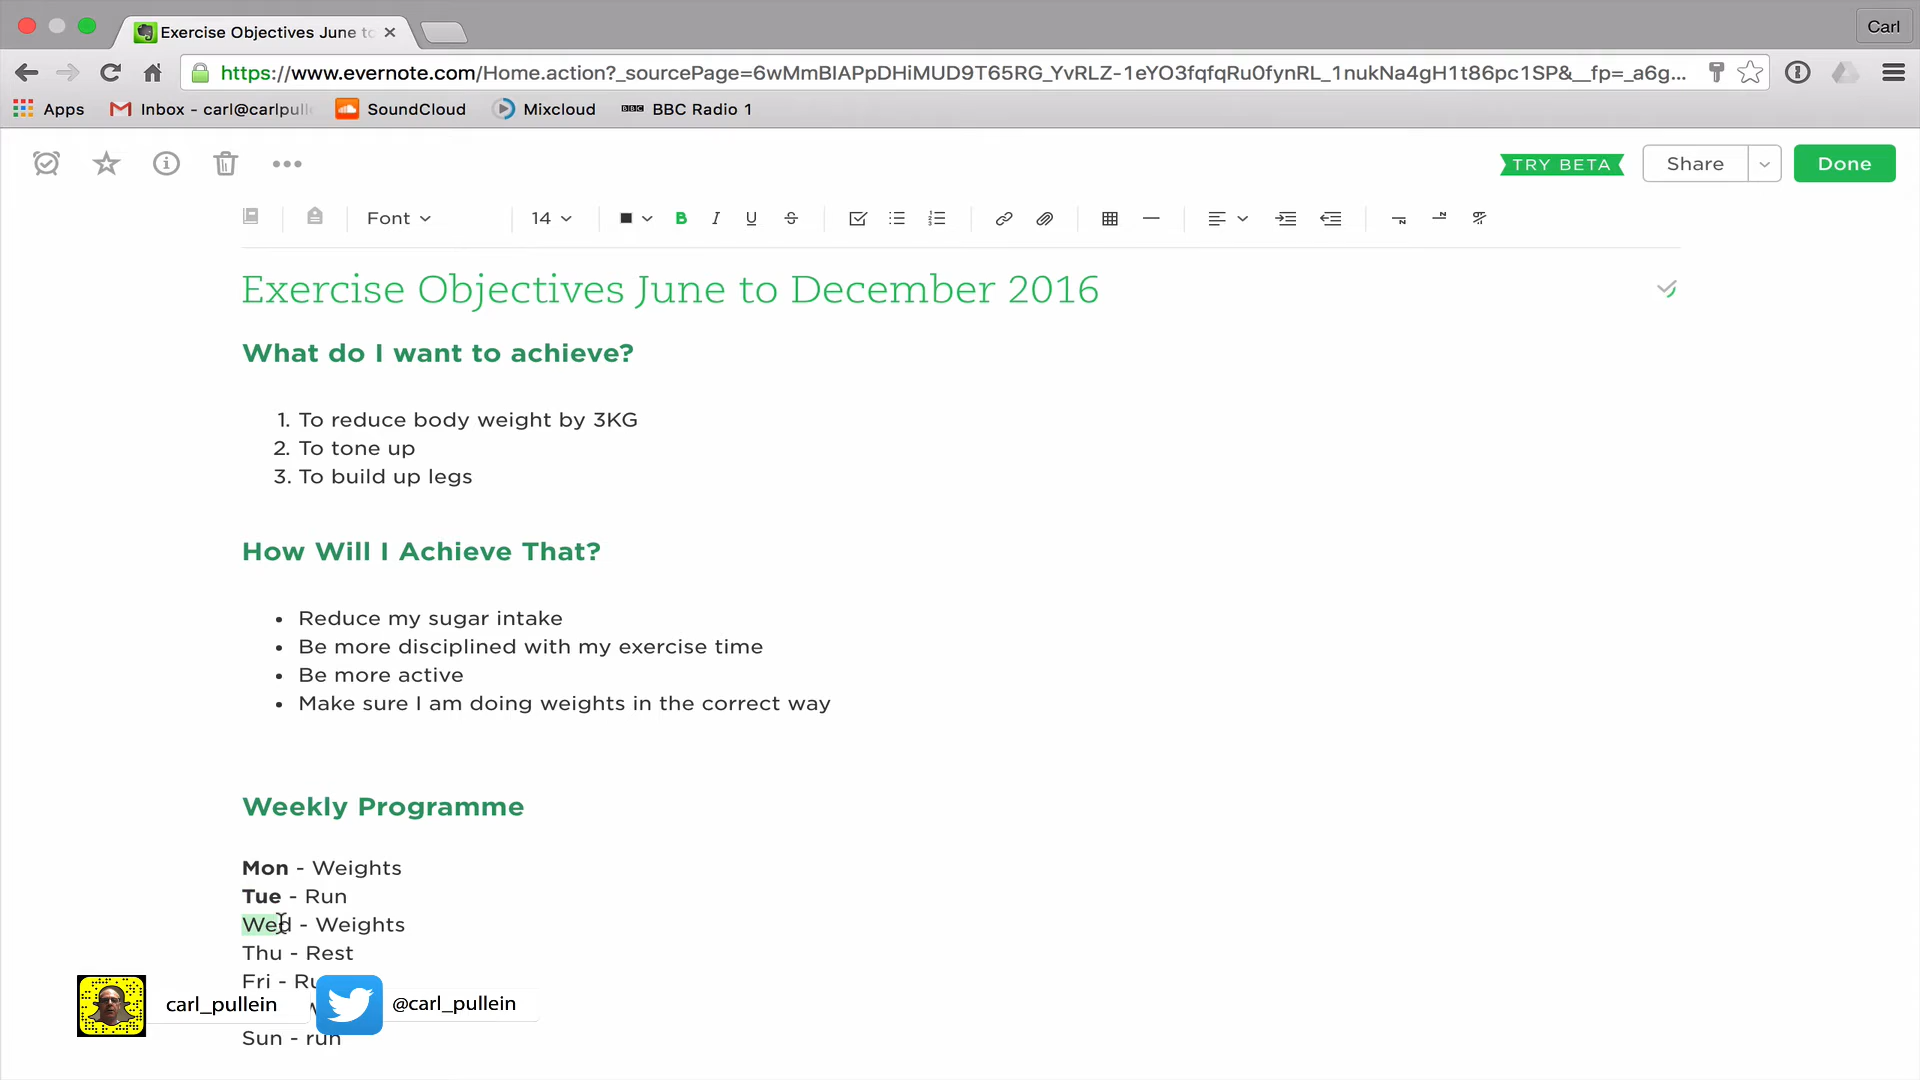 Exercise Objectives June to
Carl
https://www.evernote.com/Home.action?_sourcePage=6wMmBIAPpDHiMUD9T65RG_YvRLZ-1eYO3fqfqRu0fynRL_1nukNa4gH1t86pc1SP&__fp=_a6g...
Apps Inbox - carl@carlpull SoundCloud Mixcloud BBC BBC Radio 1
TRY BETA Share Done
Font 14 B I U S
Exercise Objectives June to December 2016
What do I want to achieve?
1. To reduce body weight by 3KG
2. To tone up
3. To build up legs
How Will I Achieve That?
• Reduce my sugar intake
• Be more disciplined with my exercise time
• Be more active
• Make sure I am doing weights in the correct way
Weekly Programme
Mon - Weights
Tue - Run
Wed - Weights
Thu - Rest
Fri - Ru
carl_pullein @carl_pullein
Sun - run